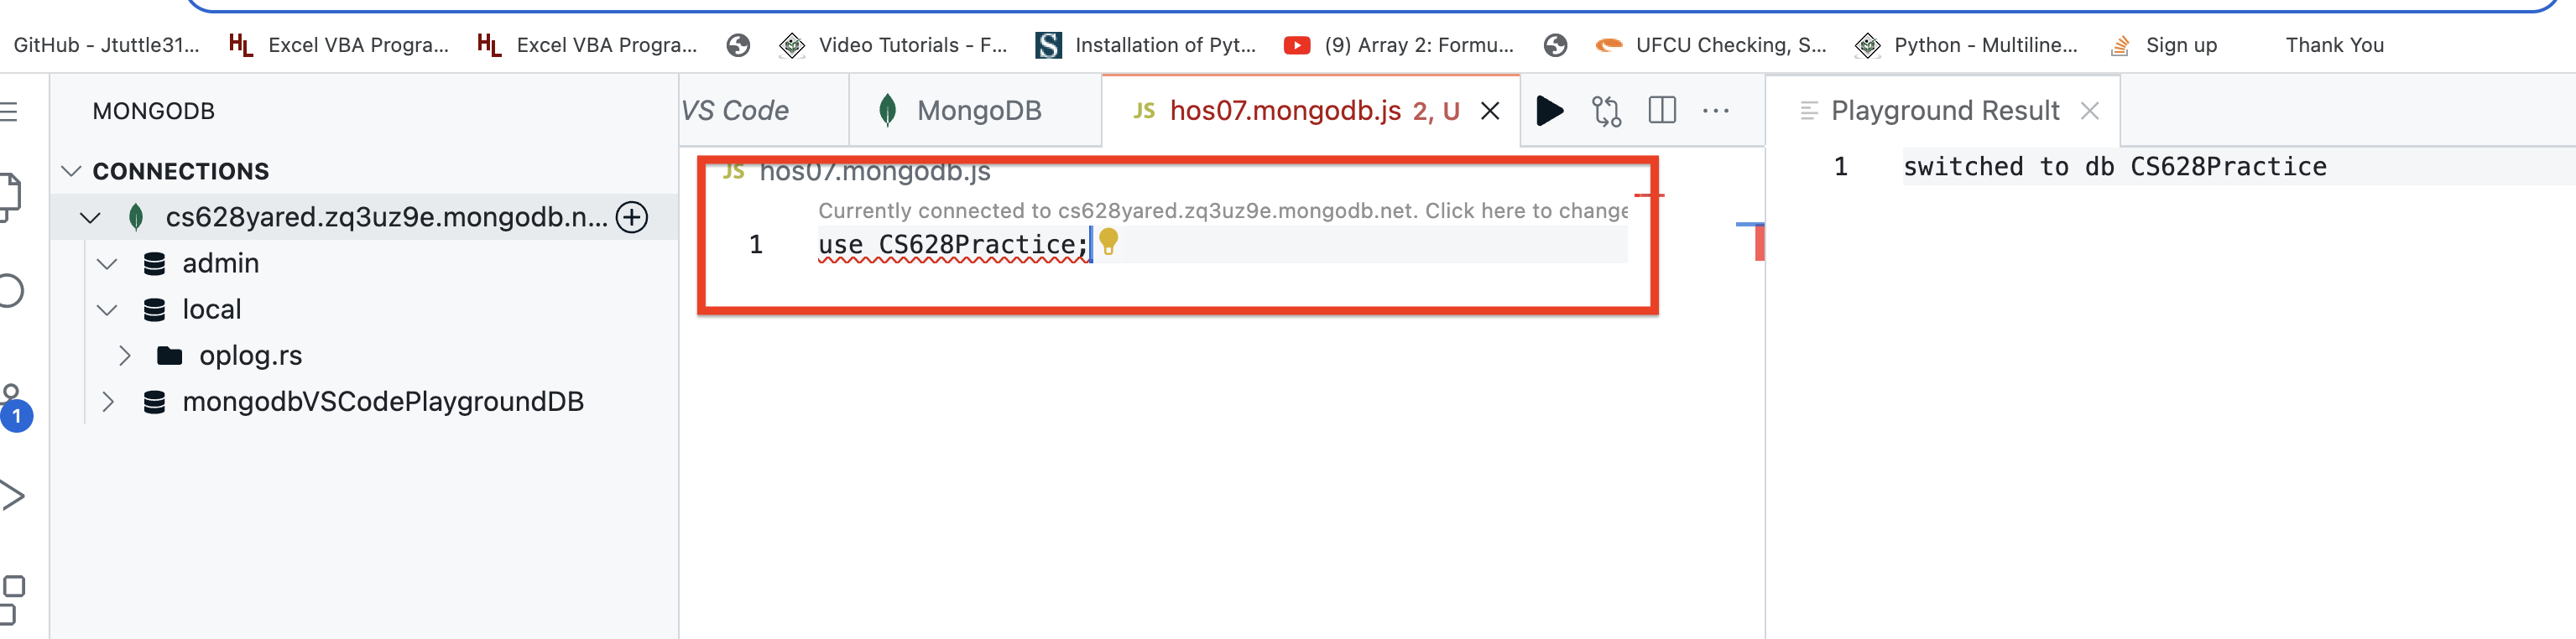 GitHub - Jtuttle31... HL Excel VBA Progra... HL Excel VBA Progra... Video Tutorials - F... S Installation of Pyt... (9) Array 2: Formu... UFCU Checking, S... Python - Multiline... Sign up Thank You
MONGODB
CONNECTIONS
cs628yared.zq3uz9e.mongodb.n...
admin
local
oplog.rs
mongodbVSCodePlaygroundDB
1
VS Code
MongoDB
JS hos07.mongodb.js 2, U
JS hos07.mongodb.js
Currently connected to cs628yared.zq3uz9e.mongodb.net. Click here to change
1 use CS628Practice;
Playground Result
1 switched to db CS628Practice